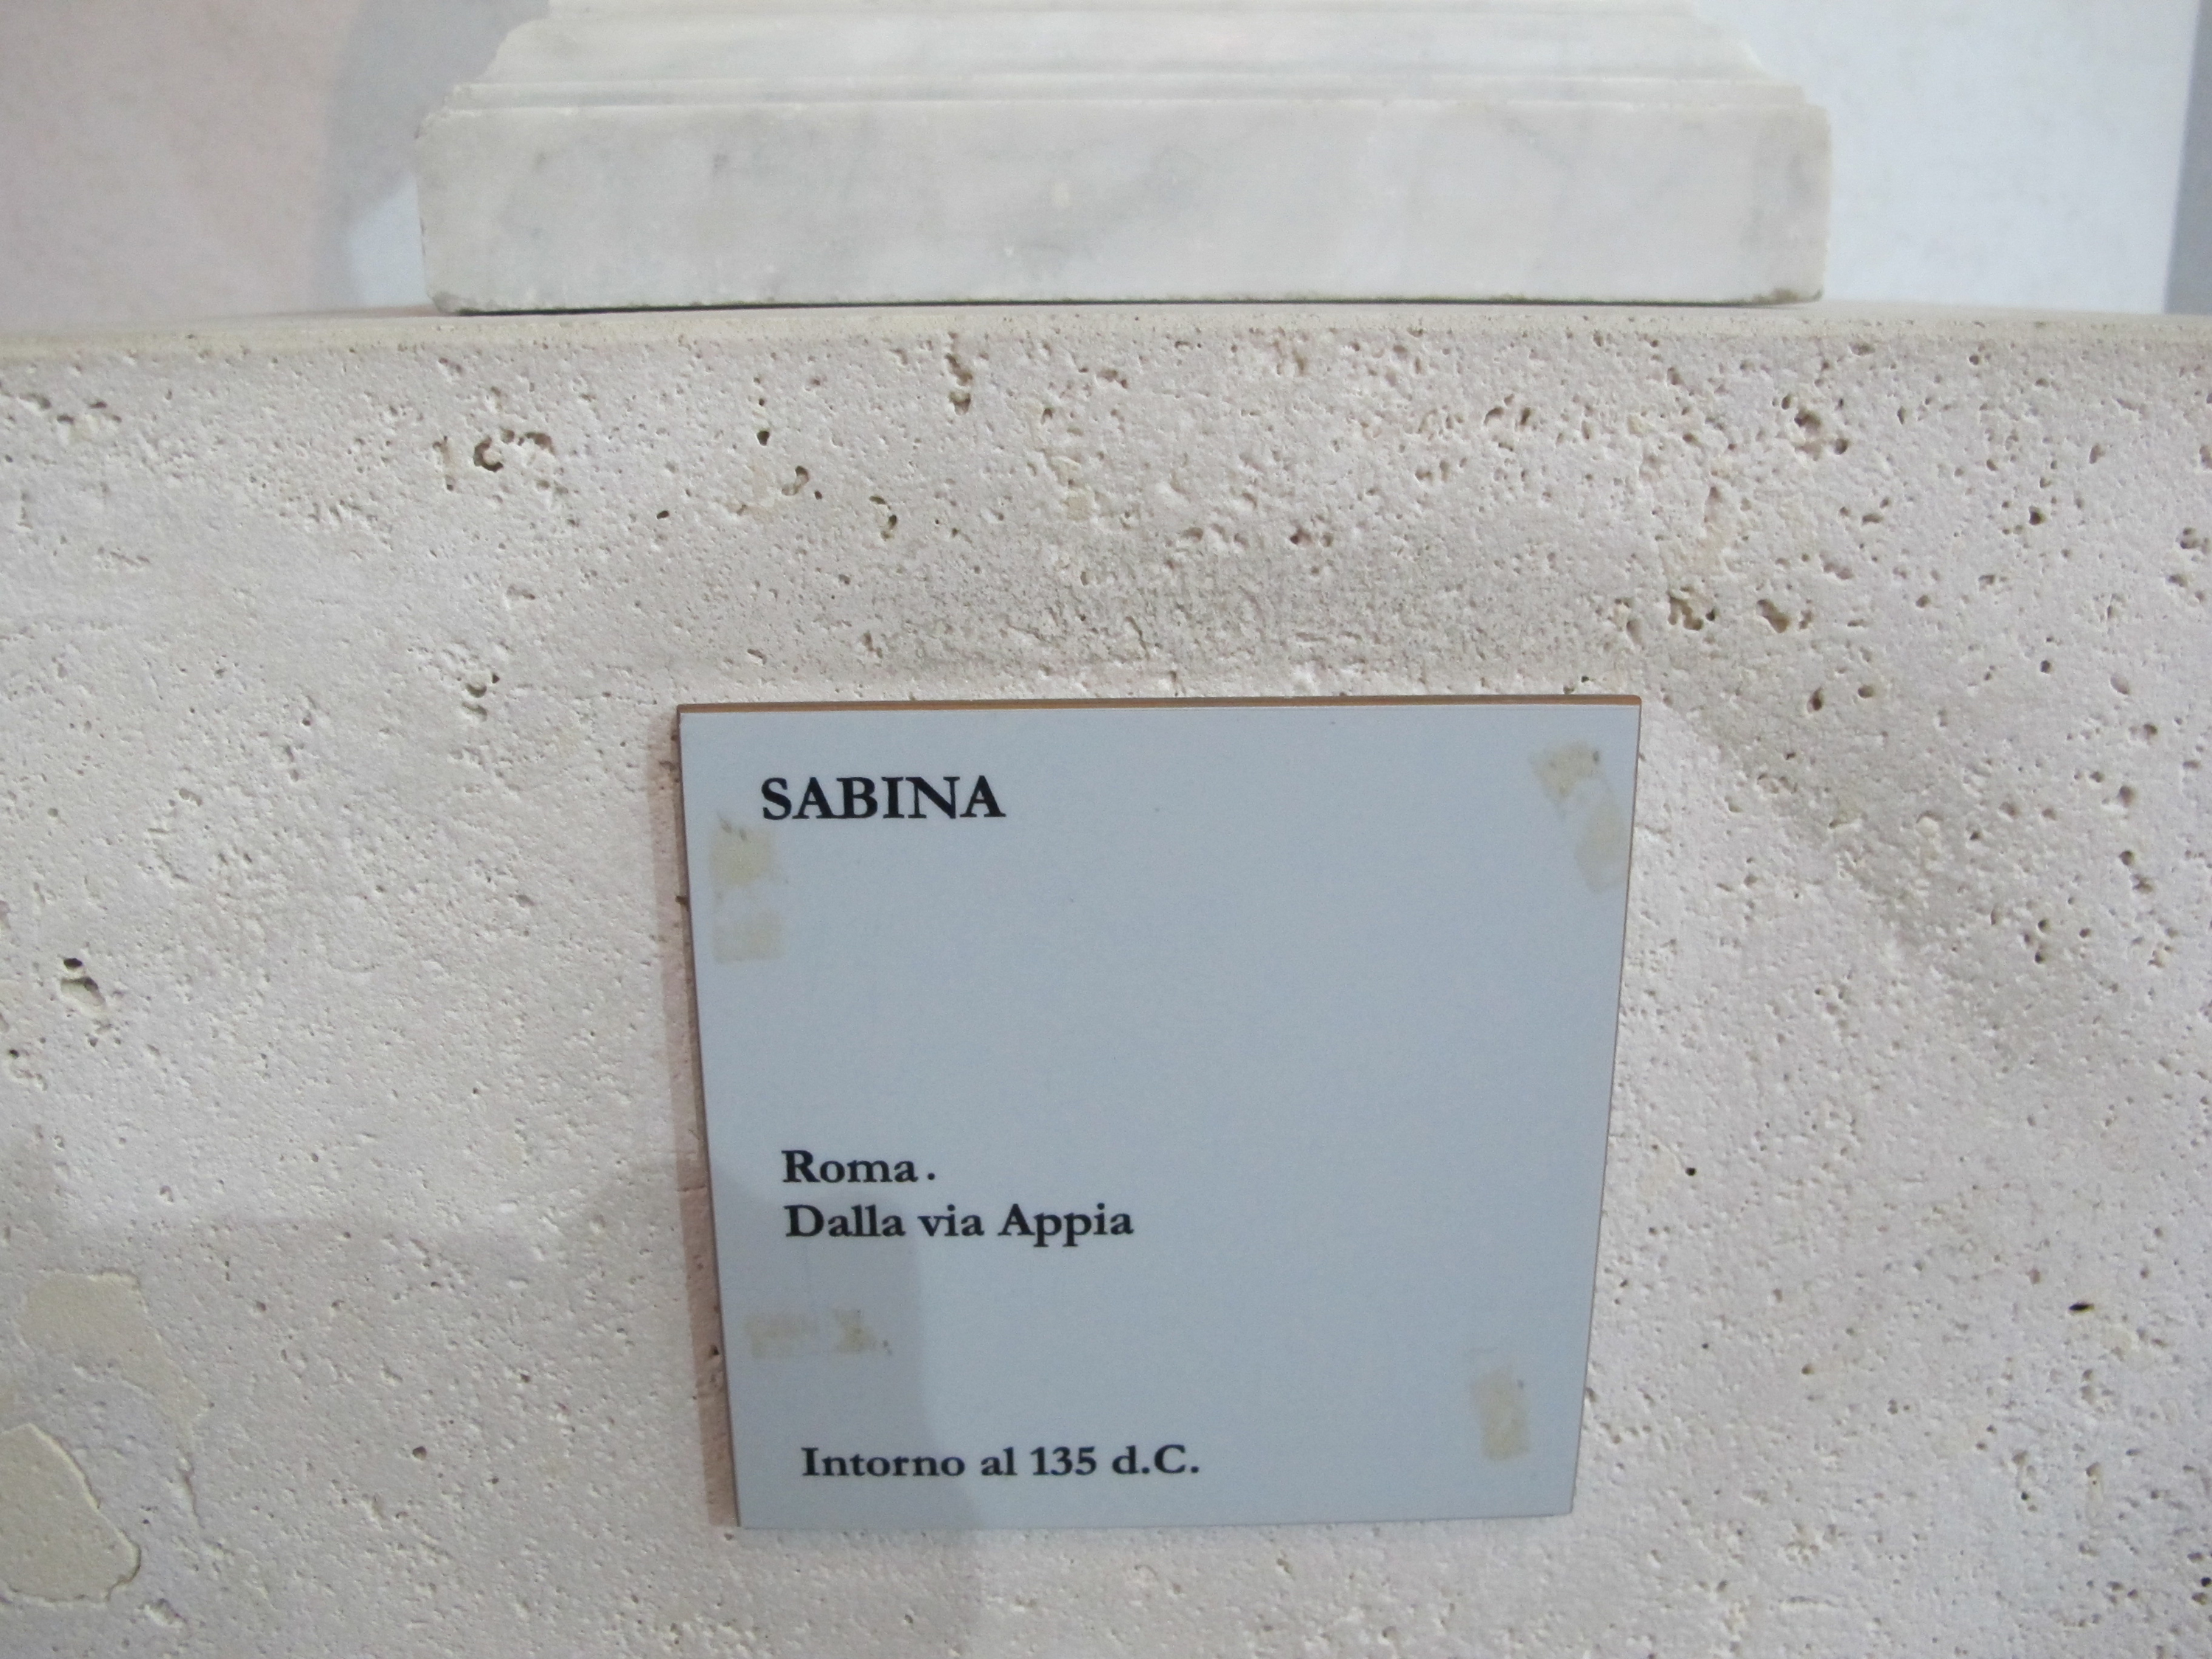 SABINA
Roma.
Dalla via Appia
Intorno al 135 d.C.